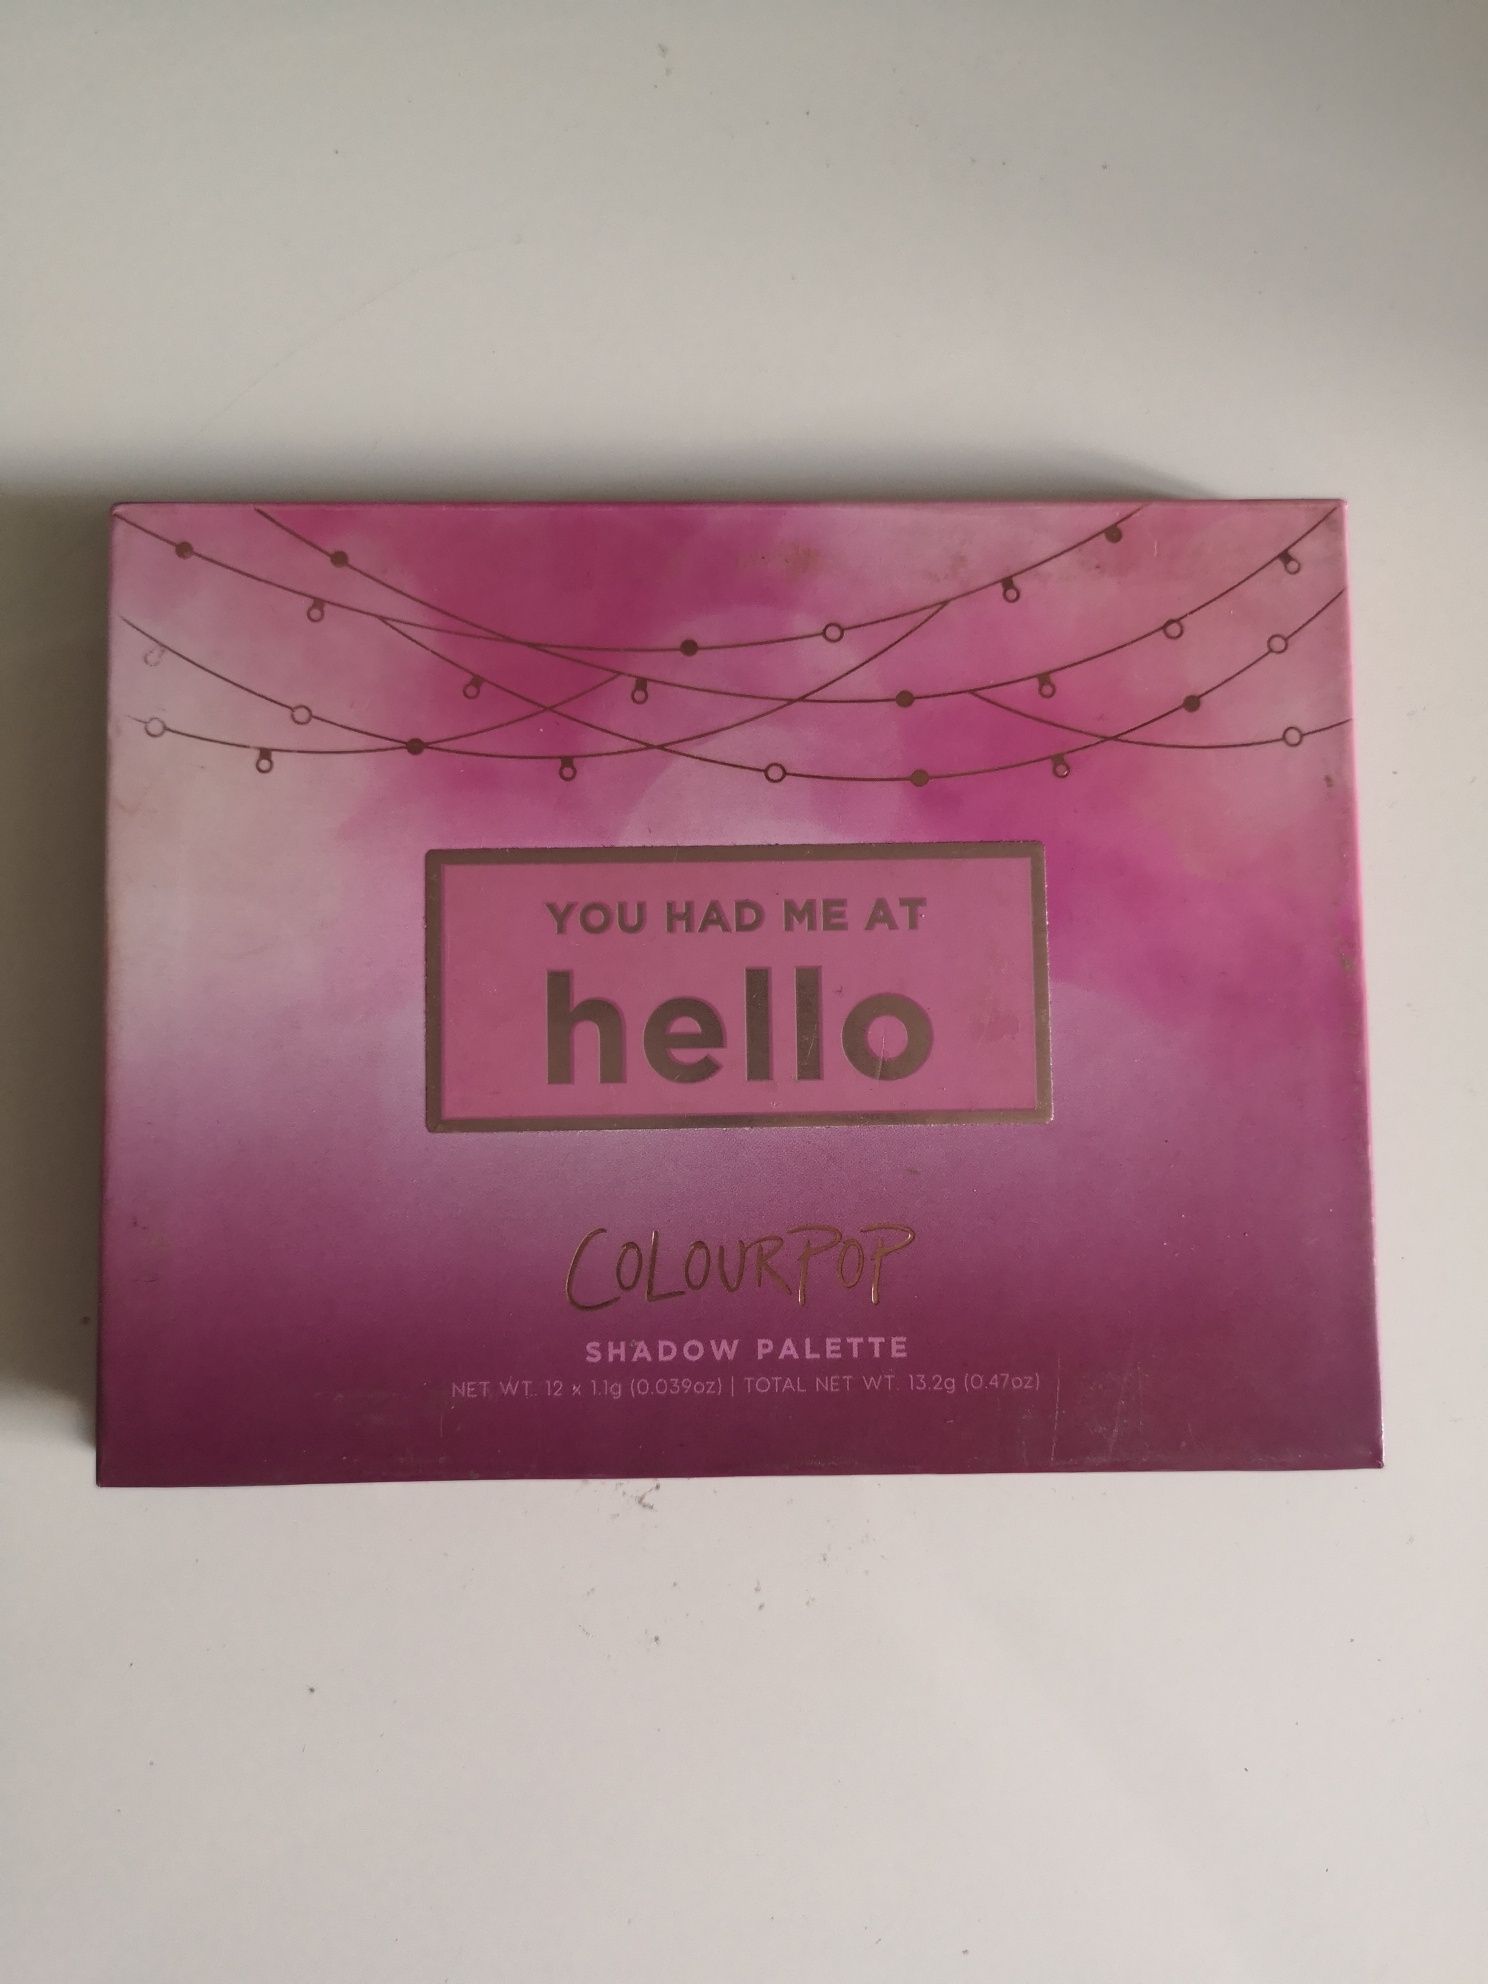 YOU HAD ME AT
hello
COLOURPOP
SHADOW PALETTE
NET WT. 12 x 1.1g (0.039oz) | TOTAL NET WT. 13.2g (0.47oz)